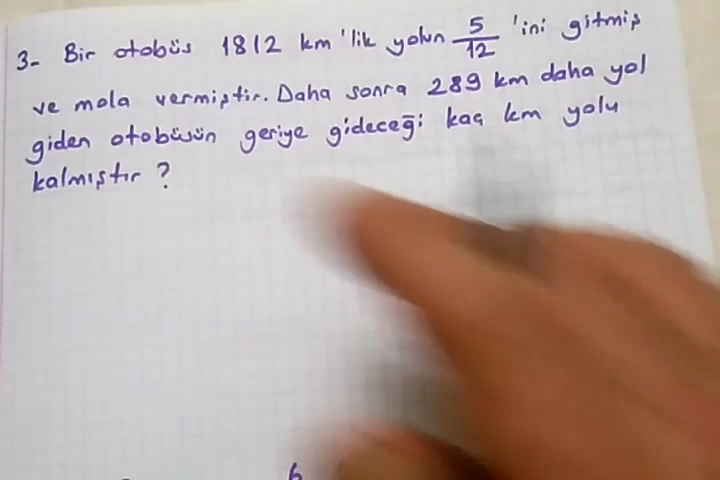 3- Bir otobüs 1812 km'lik yolun 5/12 'ini gitmiş
ve mola vermiştir. Daha sonra 289 km daha yol
giden otobüsün geriye gideceği kaç km yolu
kalmıştır ?